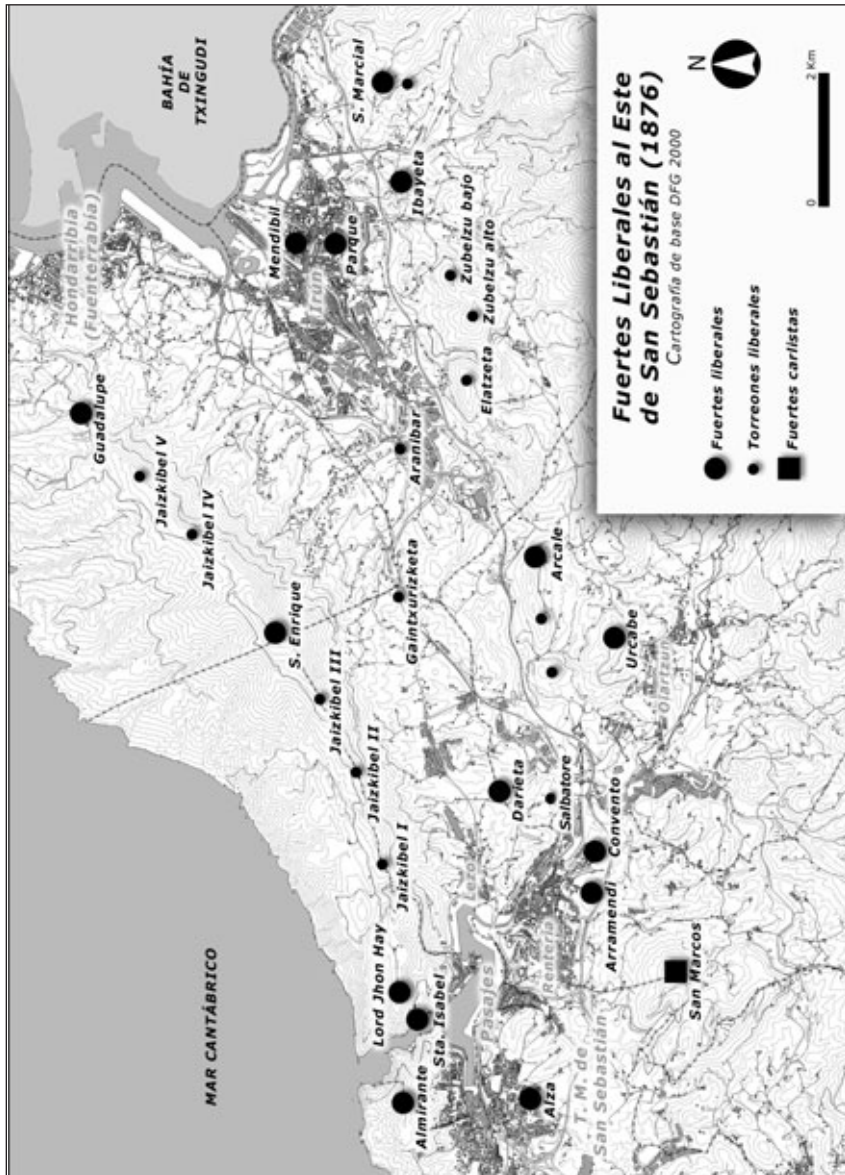 Fuertes Liberales al Este
de San Sebastián (1876)
Cartografía de base DFG 2000
Fuertes liberales
Torreones liberales
Fuertes carlistas
N
0
2 Km
MAR CANTÁBRICO
BAHÍA
DE
TXINGUDI
Hondarribia
(Fuenterrabia)
Guadalupe
Jaizkibel V
Jaizkibel IV
S. Enrique
Jaizkibel III
Jaizkibel II
Jaizkibel I
Lord Jhon Hay
Sta. Isabel
Almirante
S. Marcial
Mendibil
Parque
Irun
Ibayeta
Zubelzu bajo
Zubelzu alto
Elatzeta
Aranibar
Gaintxurizketa
Arcale
Urcabe
Oiartzun
Darieta
Salbatore
Lezo
Pasajes
Rentería
Convento
Arramendi
San Marcos
Alza
T. M. de
San Sebastián